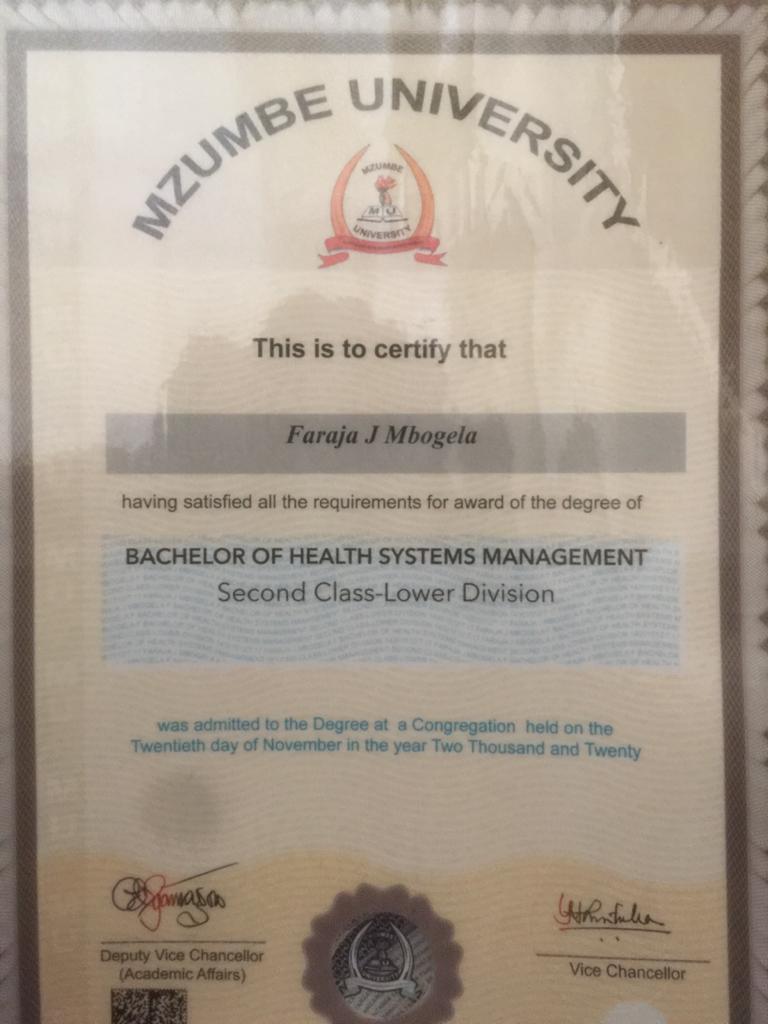 MZUMBE UNIVERSITY
MZUMBE
M U
UNIVERSITY
This is to certify that
Faraja J Mbogela
having satisfied all the requirements for award of the degree of
BACHELOR OF HEALTH SYSTEMS MANAGEMENT
Second Class-Lower Division
was admitted to the Degree at a Congregation held on the
Twentieth day of November in the year Two Thousand and Twenty
Deputy Vice Chancellor
(Academic Affairs)
Vice Chancellor